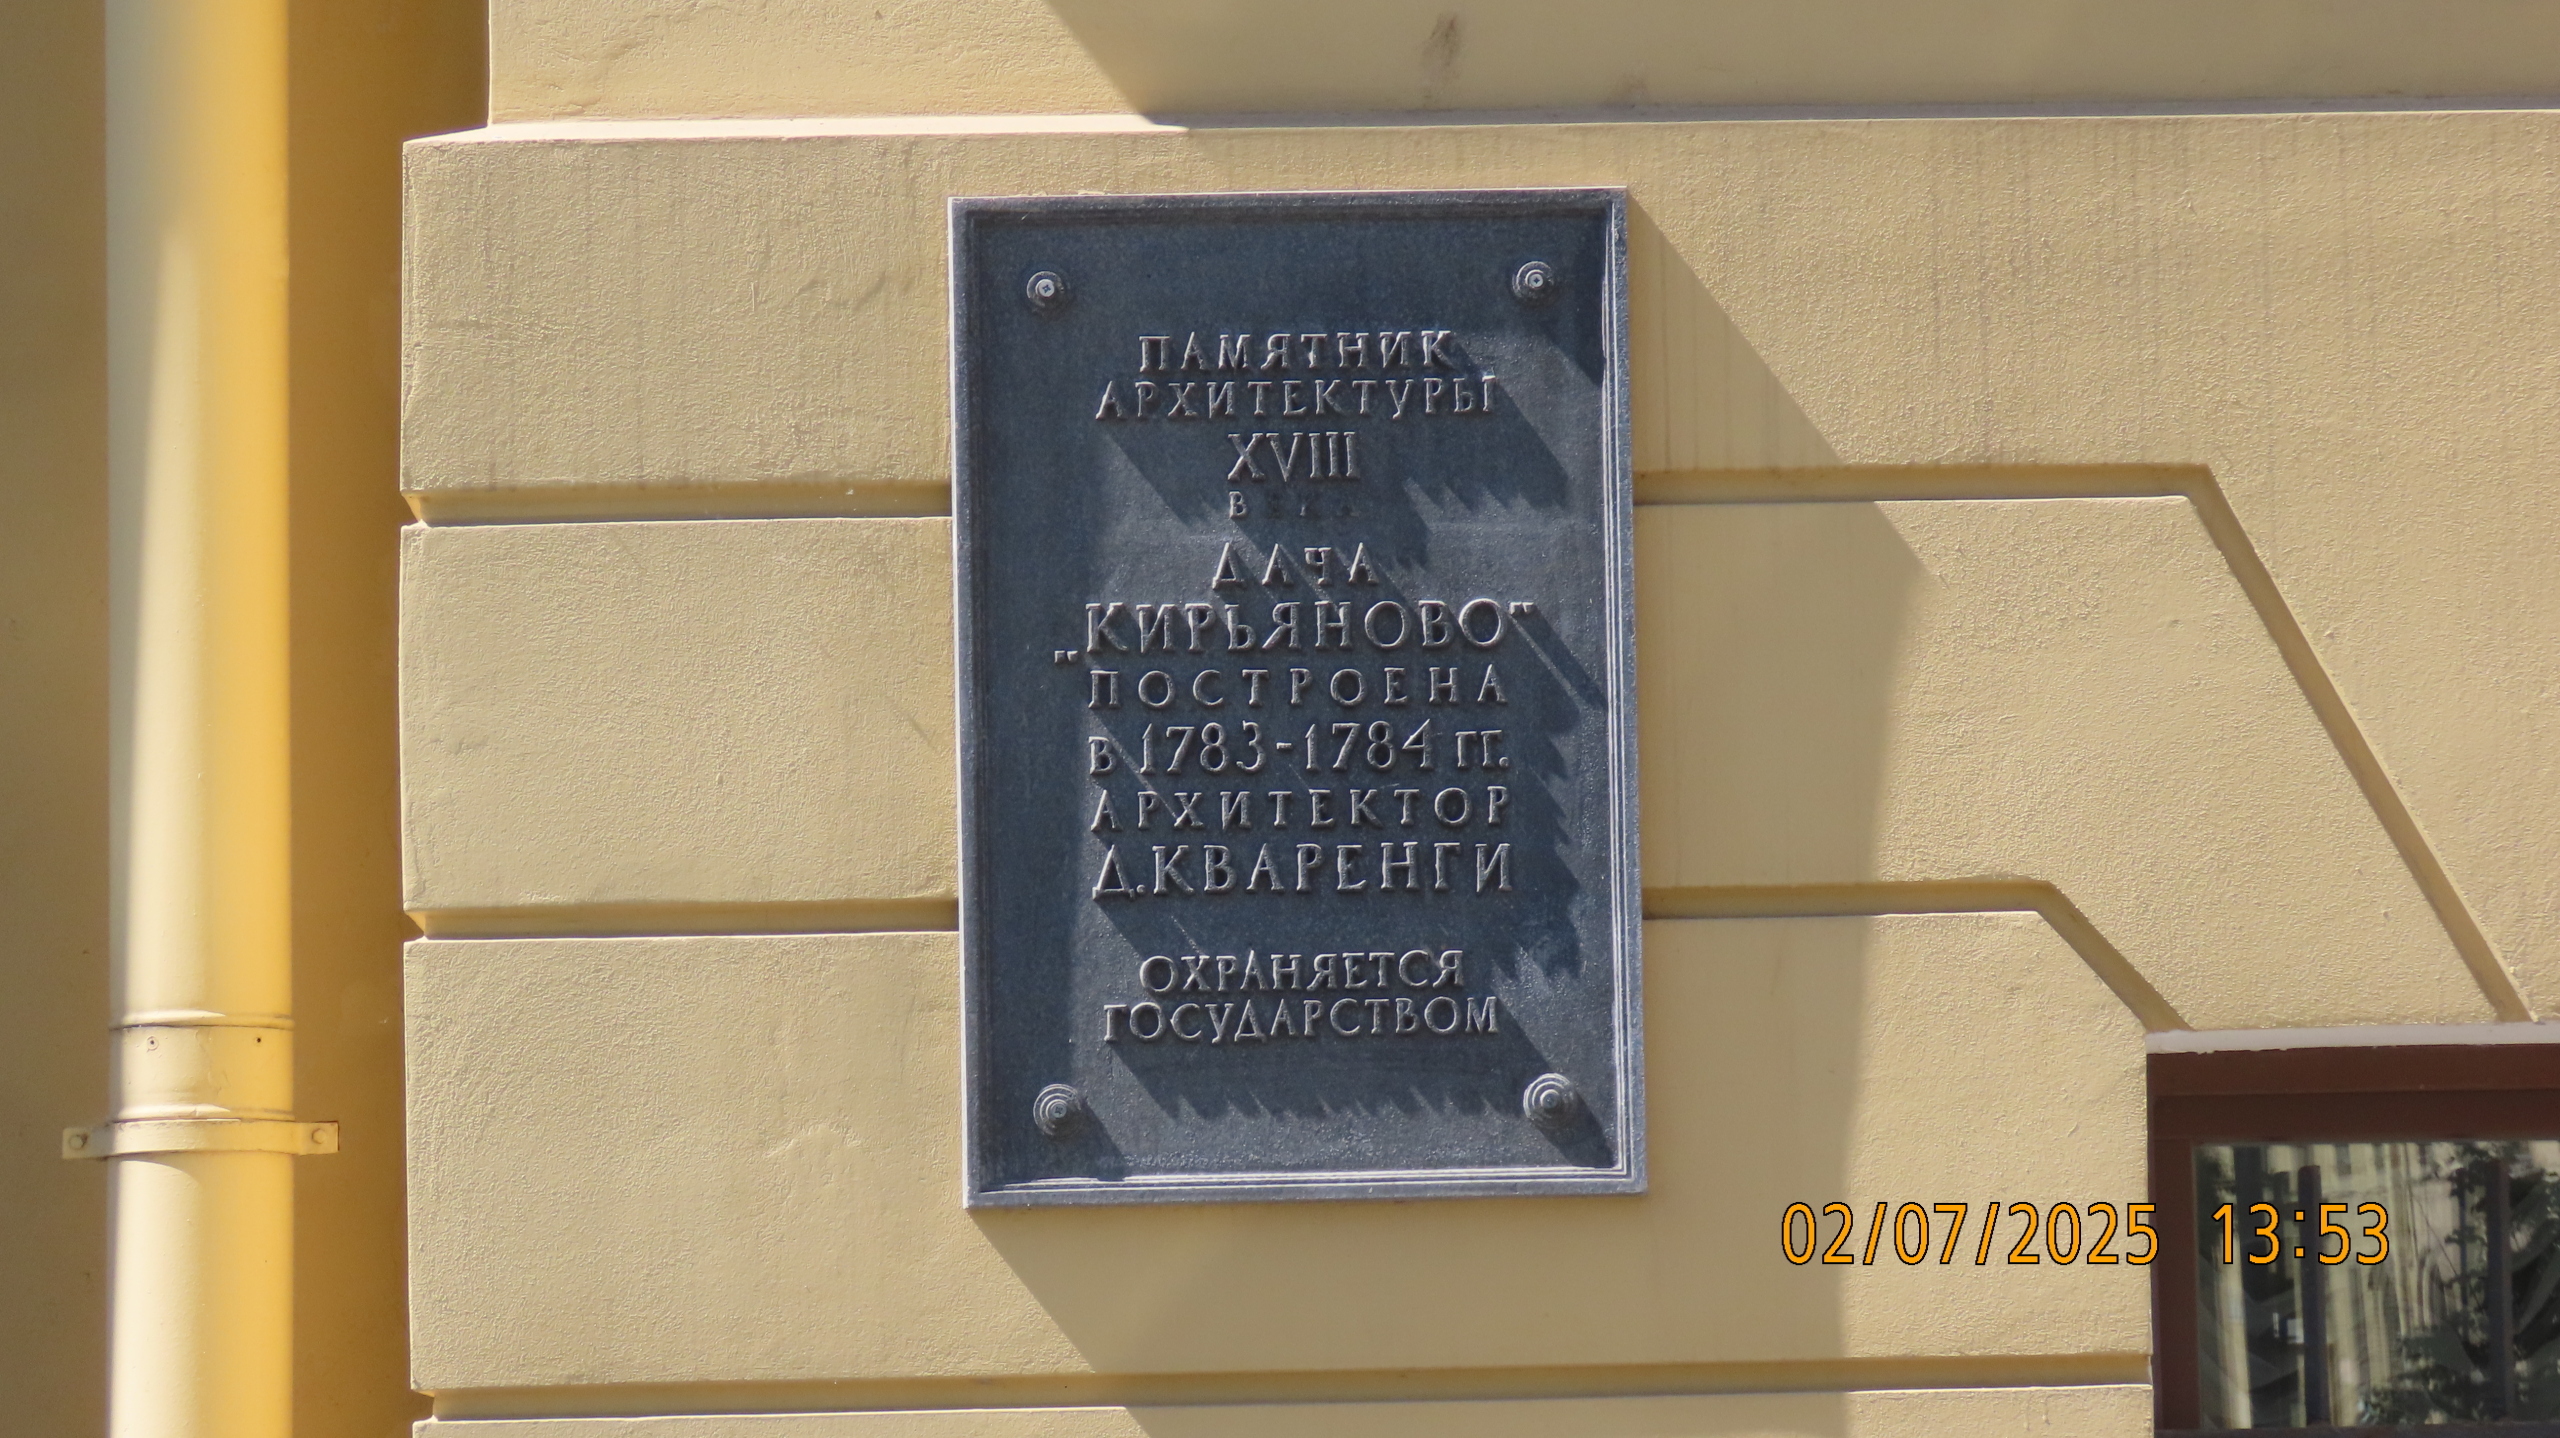 ПАМЯТНИК
АРХИТЕКТУРЫ
XVIII
ВЕКА
ДАЧА
„КИРЬЯНОВО“
ПОСТРОЕНА
В 1783-1784 ГГ.
АРХИТЕКТОР
Д.КВАРЕНГИ
ОХРАНЯЕТСЯ
ГОСУДАРСТВОМ
02/07/2025 13:53